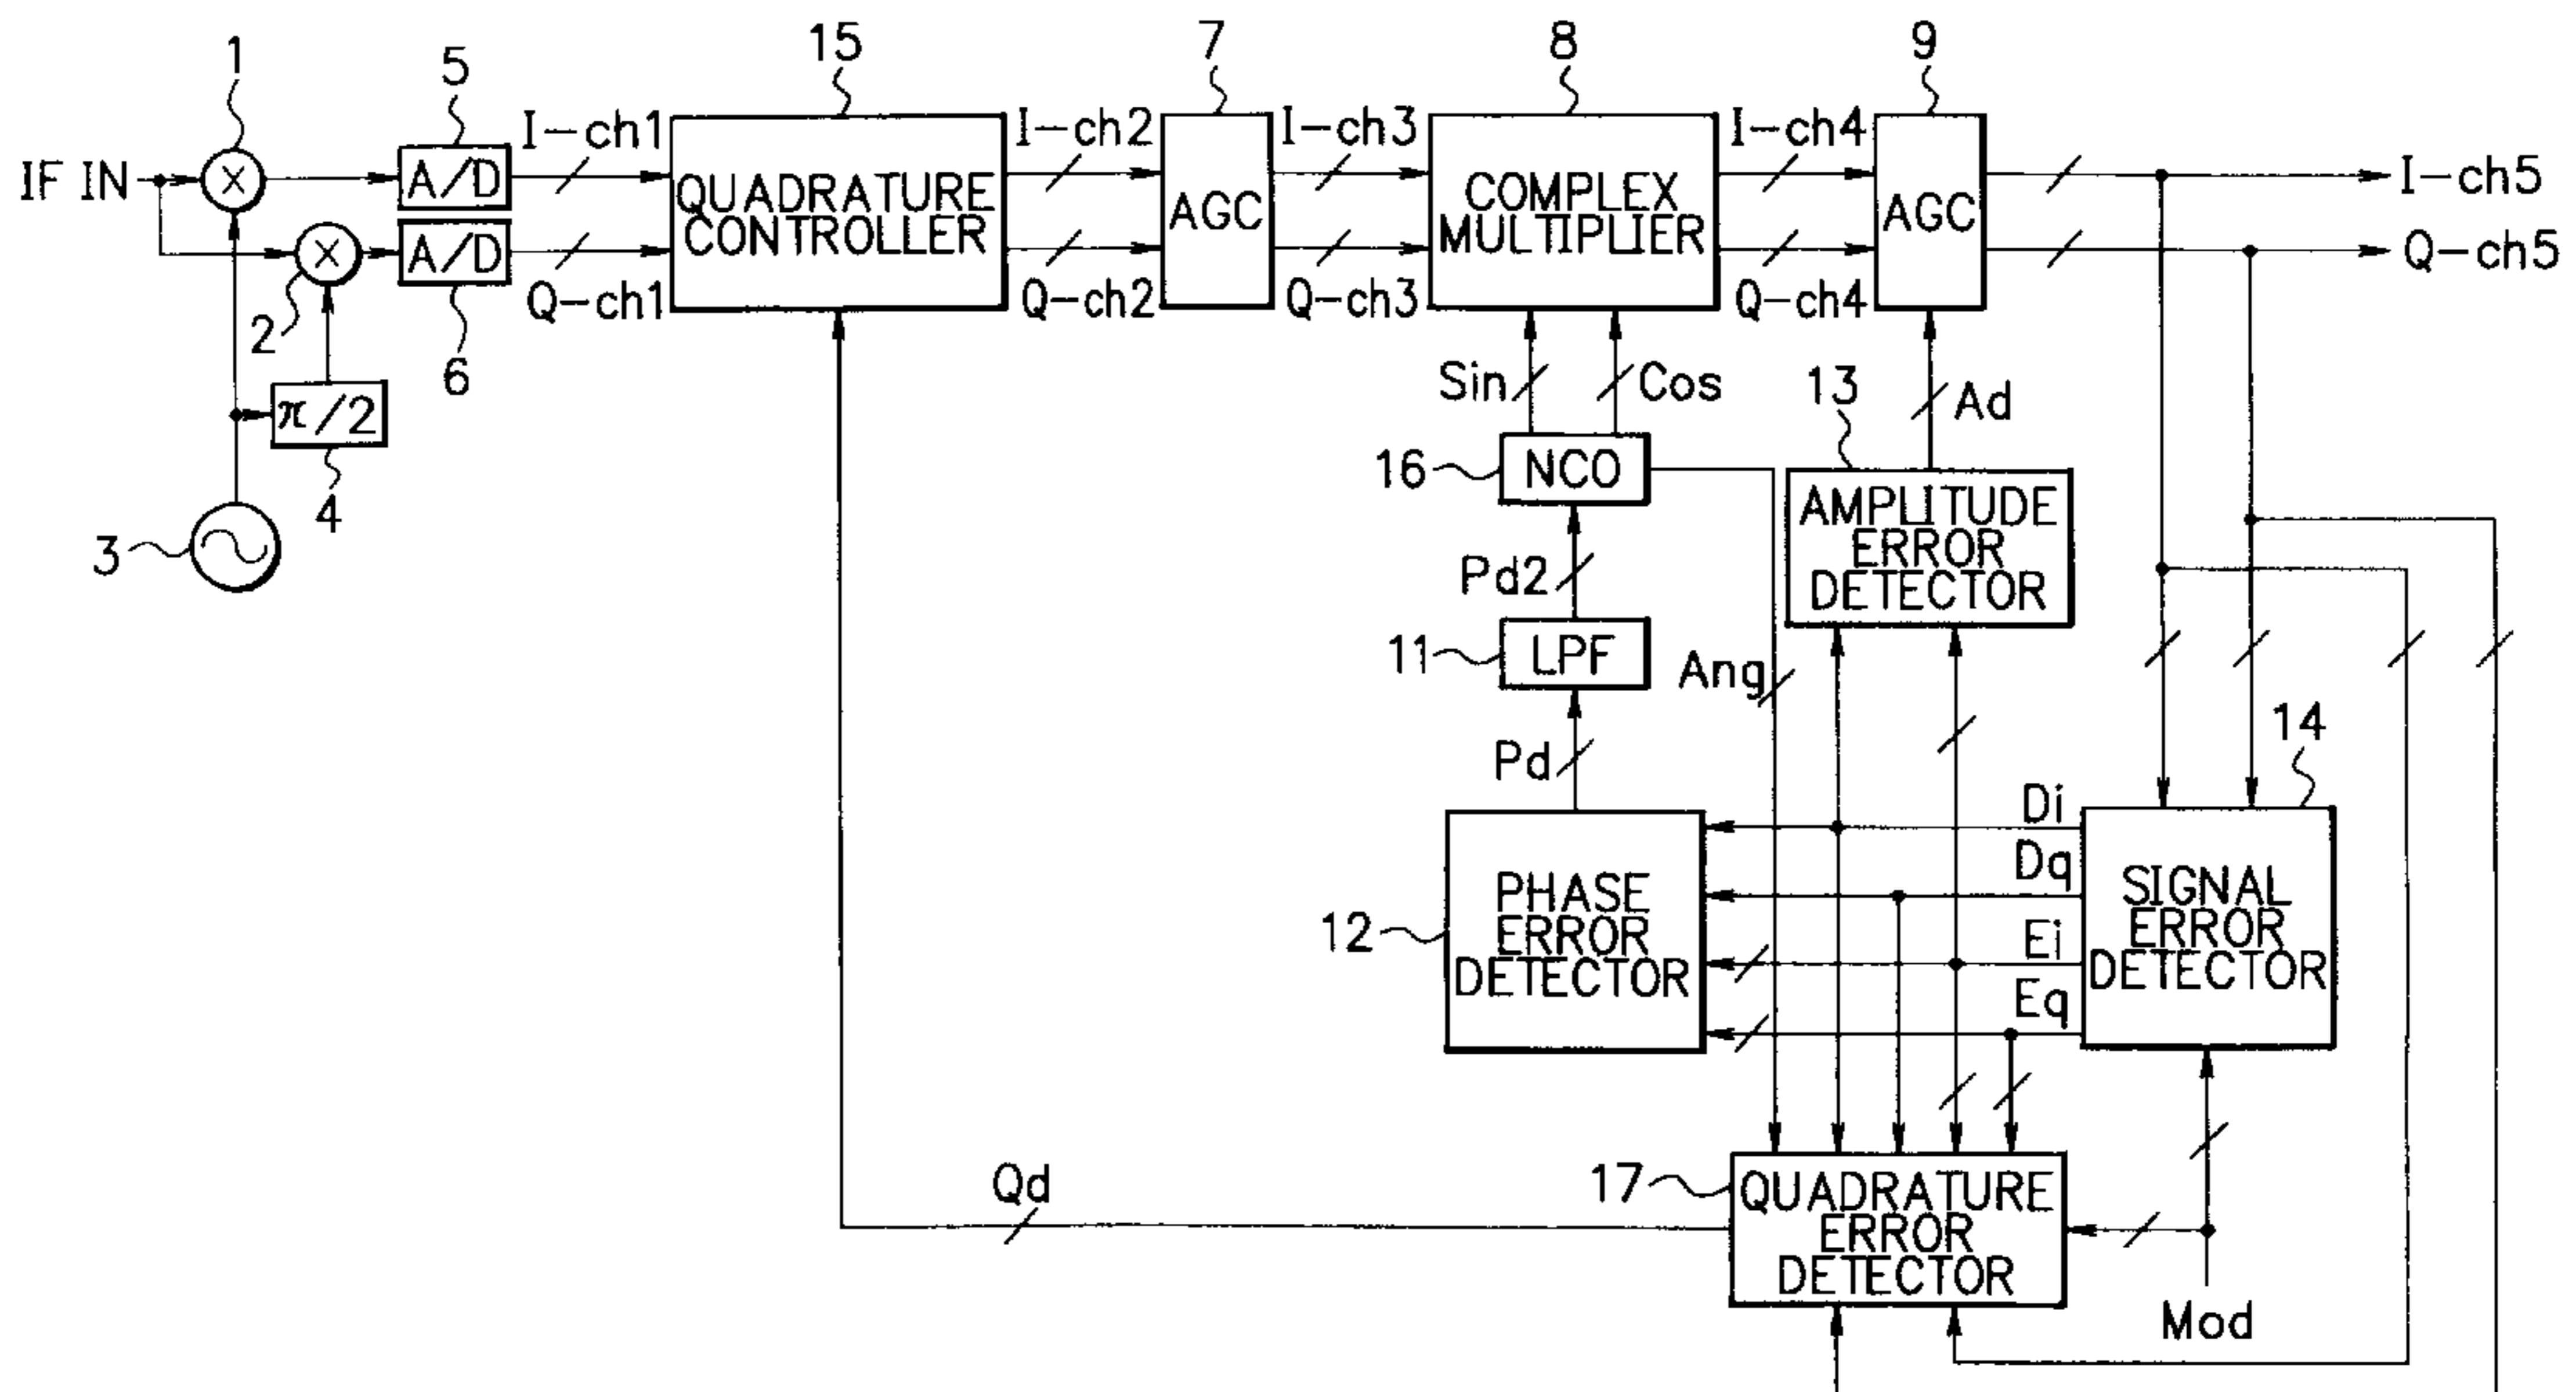 1
5
15
7
8
9
IF IN
A/D
I-ch1
QUADRATURE
CONTROLLER
I-ch2
AGC
I-ch3
COMPLEX
MULTIPLIER
I-ch4
AGC
I-ch5
A/D
Q-ch1
Q-ch2
Q-ch3
Q-ch4
Q-ch5
2
6
π/2
4
3
Sin
Cos
13
Ad
16
NCO
AMPLITUDE
ERROR
DETECTOR
Pd2
11
LPF
Ang
Pd
14
Di
Dq
Ei
Eq
12
PHASE
ERROR
DETECTOR
SIGNAL
ERROR
DETECTOR
Qd
17
QUADRATURE
ERROR
DETECTOR
Mod